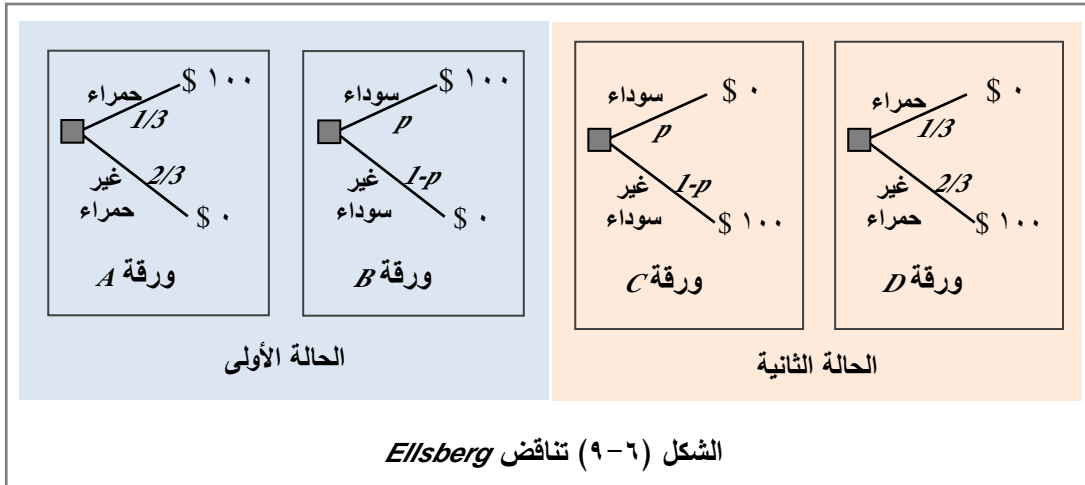 حمراء
1/3
$ ١٠٠
غير
حمراء
2/3
$ ٠
ورقة A
سوداء
p
$ ١٠٠
غير
سوداء
1-p
$ ٠
ورقة B
الحالة الأولى
سوداء
p
$ ٠
غير
سوداء
1-p
$ ١٠٠
ورقة C
حمراء
1/3
$ ٠
غير
حمراء
2/3
$ ١٠٠
ورقة D
الحالة الثانية
الشكل (٦-٩) تناقض Ellsberg